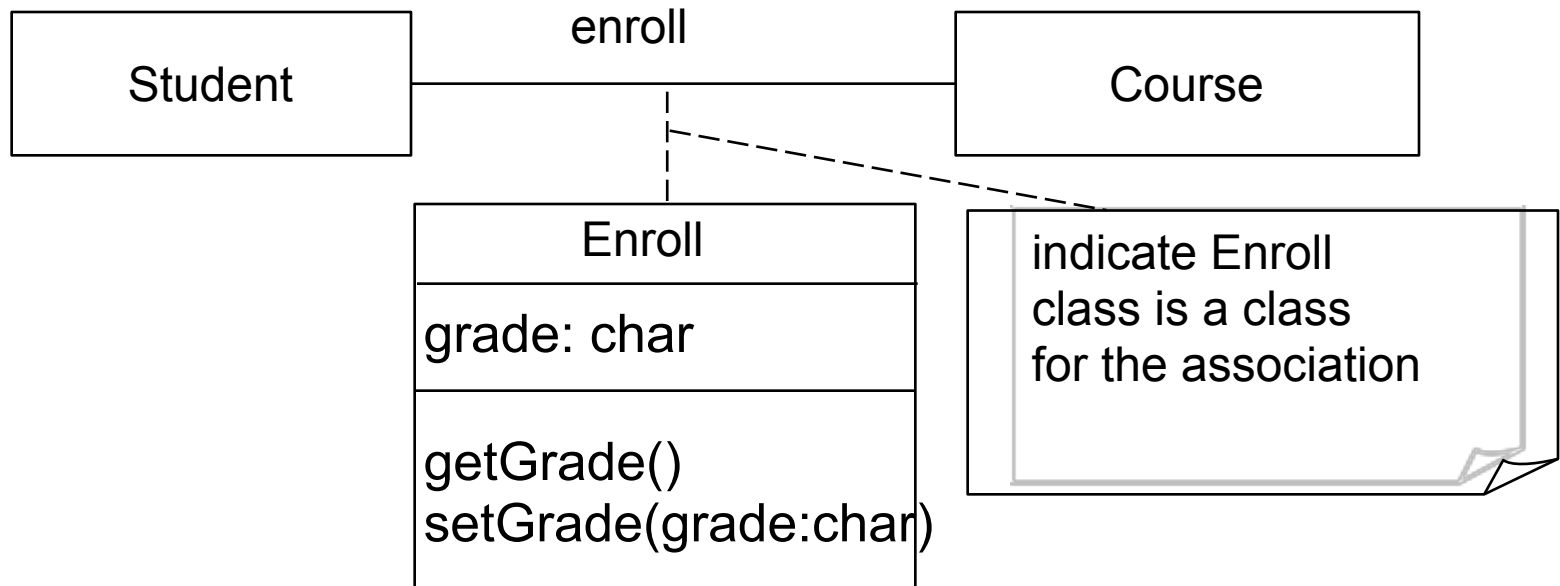 enroll
Student
Course
Enroll
grade: char
getGrade()
setGrade(grade:char)
indicate Enroll
class is a class
for the association